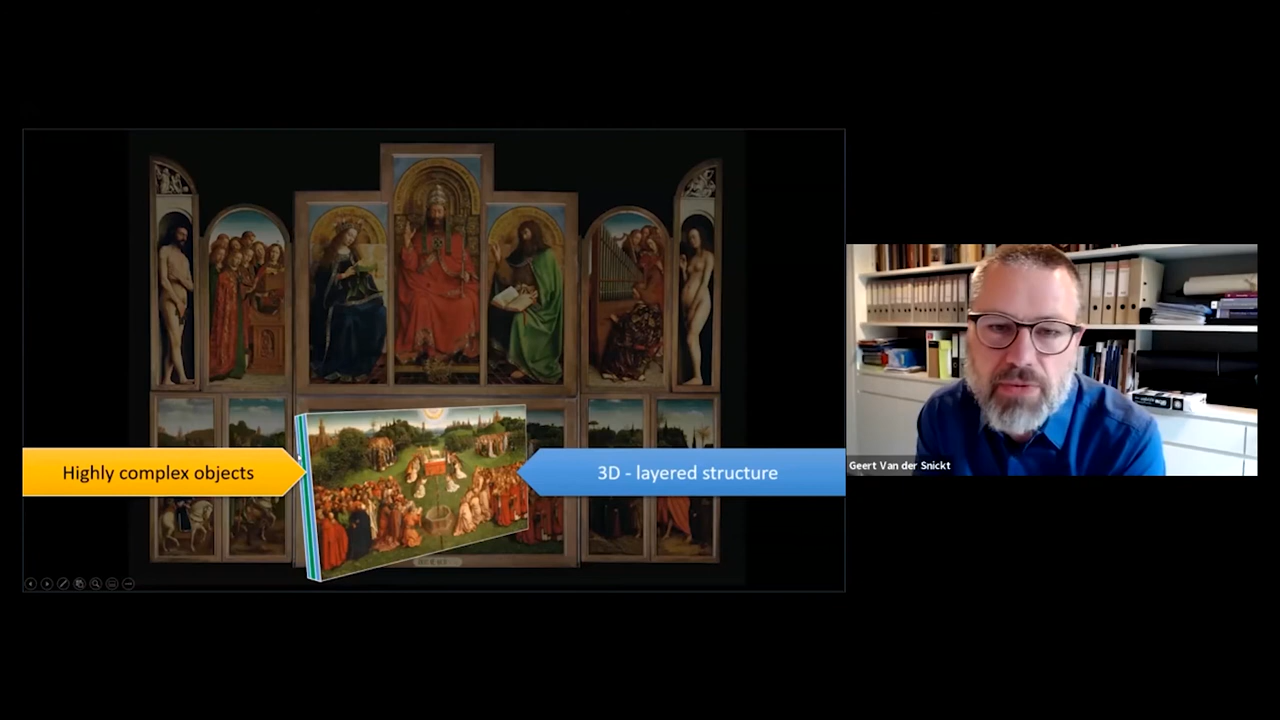 Highly complex objects
3D - layered structure
Geert Van der Snickt